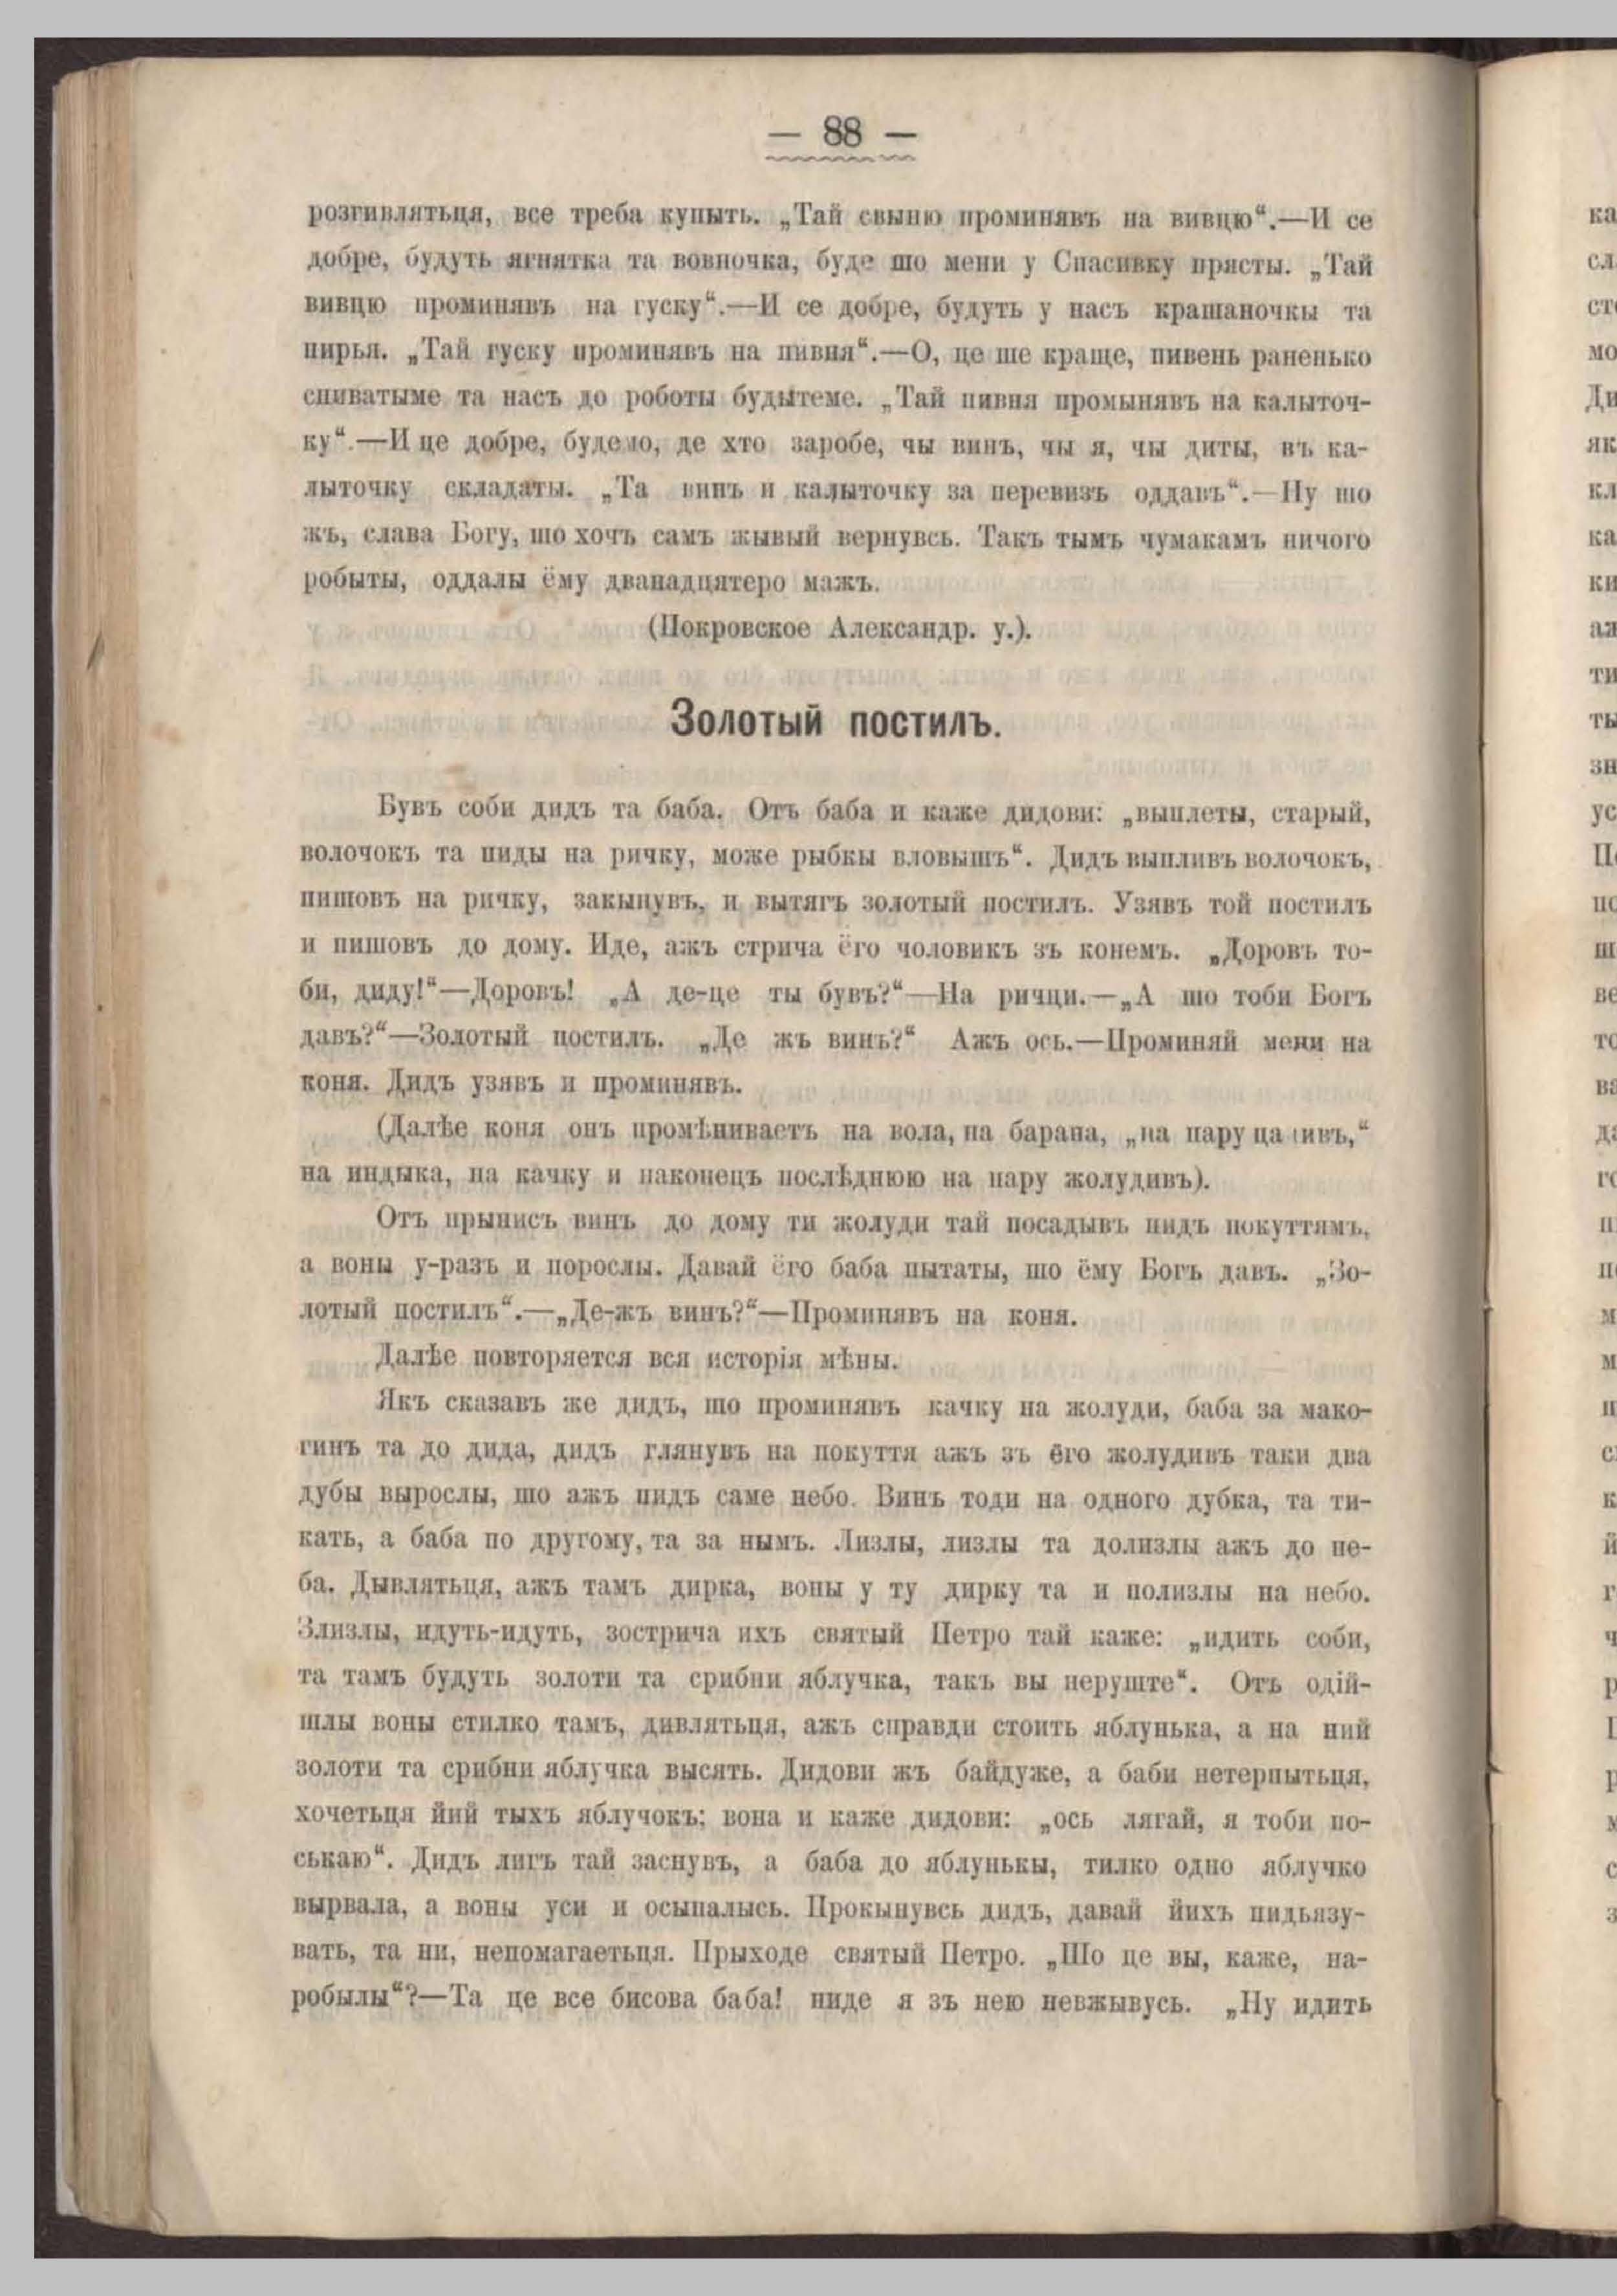 — 88 —
розгивлятьця, все треба купыть. „Тай свыню проминявъ на вивцю“.—И се
добре, будуть ягнятка та вовночка, буде шо мени у Спасивку прясты. „Тай
вивцю проминявъ на гуску“.—И се добре, будуть у насъ крашаночкы та
пирья. „Тай гуску проминявъ на пивня“.—О, це ше краще, пивень раненько
спиватыме та насъ до роботы будытеме. „Тай пивня промынявъ на калыточ-
ку“.—И це добре, будемо, де хто заробе, чы винъ, чы я, чы диты, въ ка-
лыточку складаты. „Та винъ и калыточку за перевизъ оддавъ“.—Ну шо
жъ, слава Богу, шо хочъ самъ жывый вернувсь. Такъ тымъ чумакамъ ничого
робыты, оддалы ёму дванадцятеро мажъ.
(Покровское Александр. у.).
Золотый постилъ.
Бувъ соби дидъ та баба. Отъ баба и каже дидови: „выплеты, старый,
волочокъ та пиды на ричку, може рыбкы вловышъ“. Дидъ выпливъ волочокъ,
пишовъ на ричку, закынувъ, и вытягъ золотый постилъ. Узявъ той постилъ
и пишовъ до дому. Иде, ажъ стрича ёго чоловикъ зъ конемъ. „Доровъ то-
би, диду!“—Доровъ! „А де-це ты бувъ?“—На ричци.—„А шо тоби Богъ
давъ?“—Золотый постилъ. „Де жъ винъ?“ Ажъ ось.—Проминяй мени на
коня. Дидъ узявъ и проминявъ.
(Далѣе коня онъ промѣниваетъ на вола, на барана, „на пару
на индыка, на качку и наконецъ послѣднюю на пару жолудивъ).
Отъ прынисъ винъ до дому ти жолуди тай посадывъ пидъ покуттямъ,
а воны у-разъ и порослы. Давай ёго баба пытаты, шо ёму Богъ давъ. „Зо-
лотый постилъ“.—„Де-жъ винъ?“—Проминявъ на коня.
Далѣе повторяется вся исторія мѣны.
Якъ сказавъ же дидъ, шо проминявъ качку на жолуди, баба за мако-
гинъ та до дида, дидъ глянувъ на покуття ажъ зъ ёго жолудивъ таки два
дубы вырослы, шо ажъ пидъ саме небо. Винъ тоди на одного дубка, та ти-
кать, а баба по другому, та за нымъ. Лизлы, лизлы та долизлы ажъ до не-
ба. Дывлятьця, ажъ тамъ дирка, воны у ту дирку та и полизлы на небо.
Злизлы, идуть-идуть, зострича ихъ святый Петро тай каже: „идить соби,
та тамъ будуть золоти та срибни яблучка, такъ вы неруште“. Отъ одій-
шлы воны стилко тамъ, дивлятьця, ажъ справди стоить яблунька, а на ний
золоти та срибни яблучка высять. Дидови жъ байдуже, а баби нетерпытьця,
хочетьця йий тыхъ яблучокъ; вона и каже дидови: „ось лягай, я тоби по-
ськаю“. Дидъ лигъ тай заснувъ, а баба до яблунькы, тилко одно яблучко
вырвала, а воны уси и осыпалысь. Прокынувсь дидъ, давай йихъ пидьязу-
вать, та ни, непомагаетьця. Прыходе святый Петро. „Шо це вы, каже, на-
робылы“?—Та це все бисова баба! ниде я зъ нею невжывусь. „Ну идить